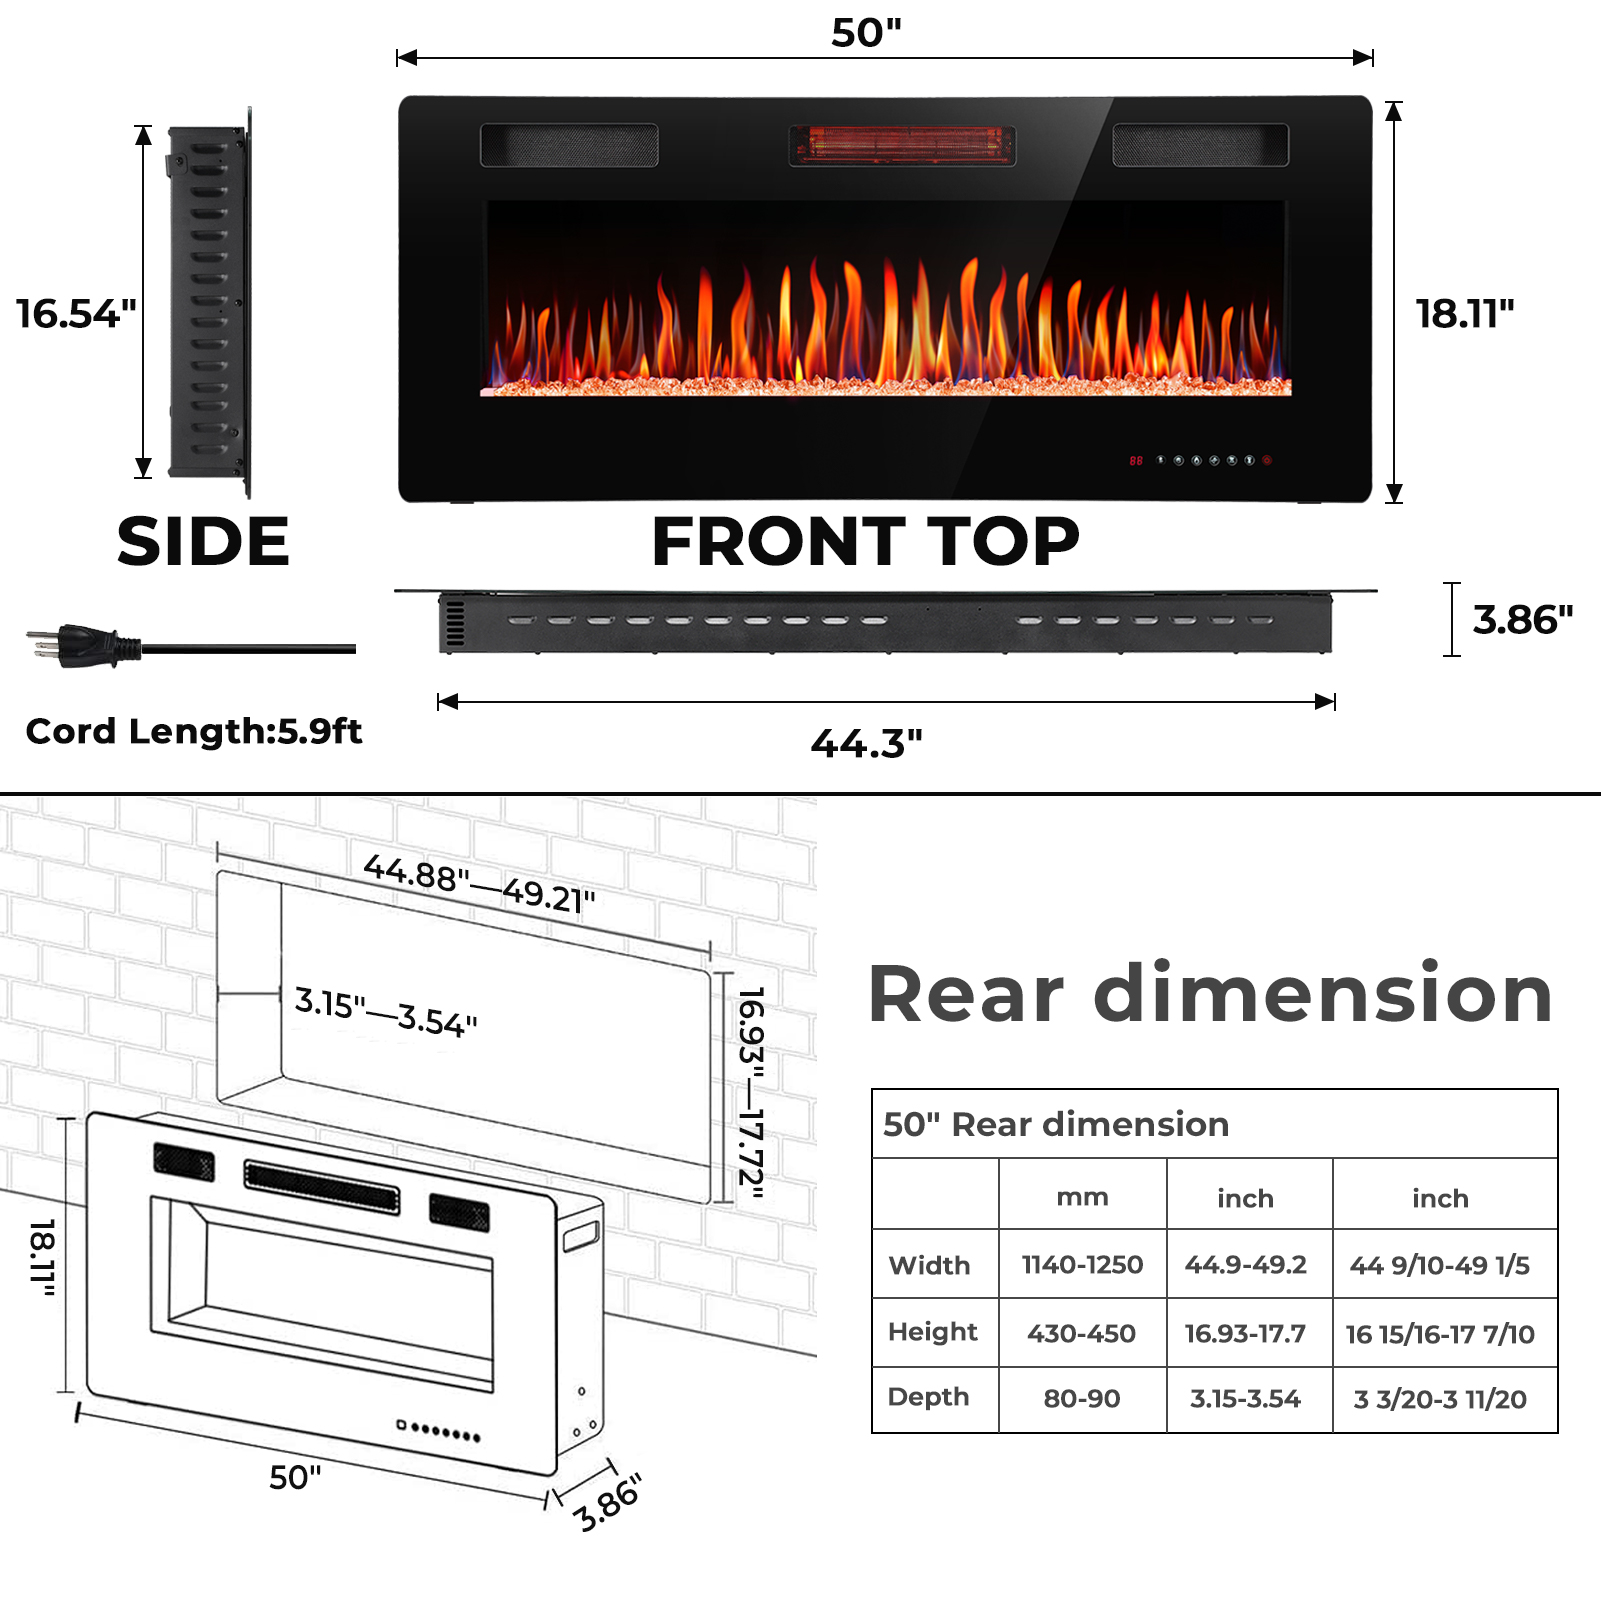 50"
16.54"
18.11"
SIDE
FRONT TOP
3.86"
Cord Length:5.9ft
44.3"
44.88"—49.21"
3.15"—3.54"
16.93"—17.72"
18.11"
50"
3.86"
Rear dimension
50" Rear dimension
mm inch inch
Width 1140-1250 44.9-49.2 44 9/10-49 1/5
Height 430-450 16.93-17.7 16 15/16-17 7/10
Depth 80-90 3.15-3.54 3 3/20-3 11/20
88